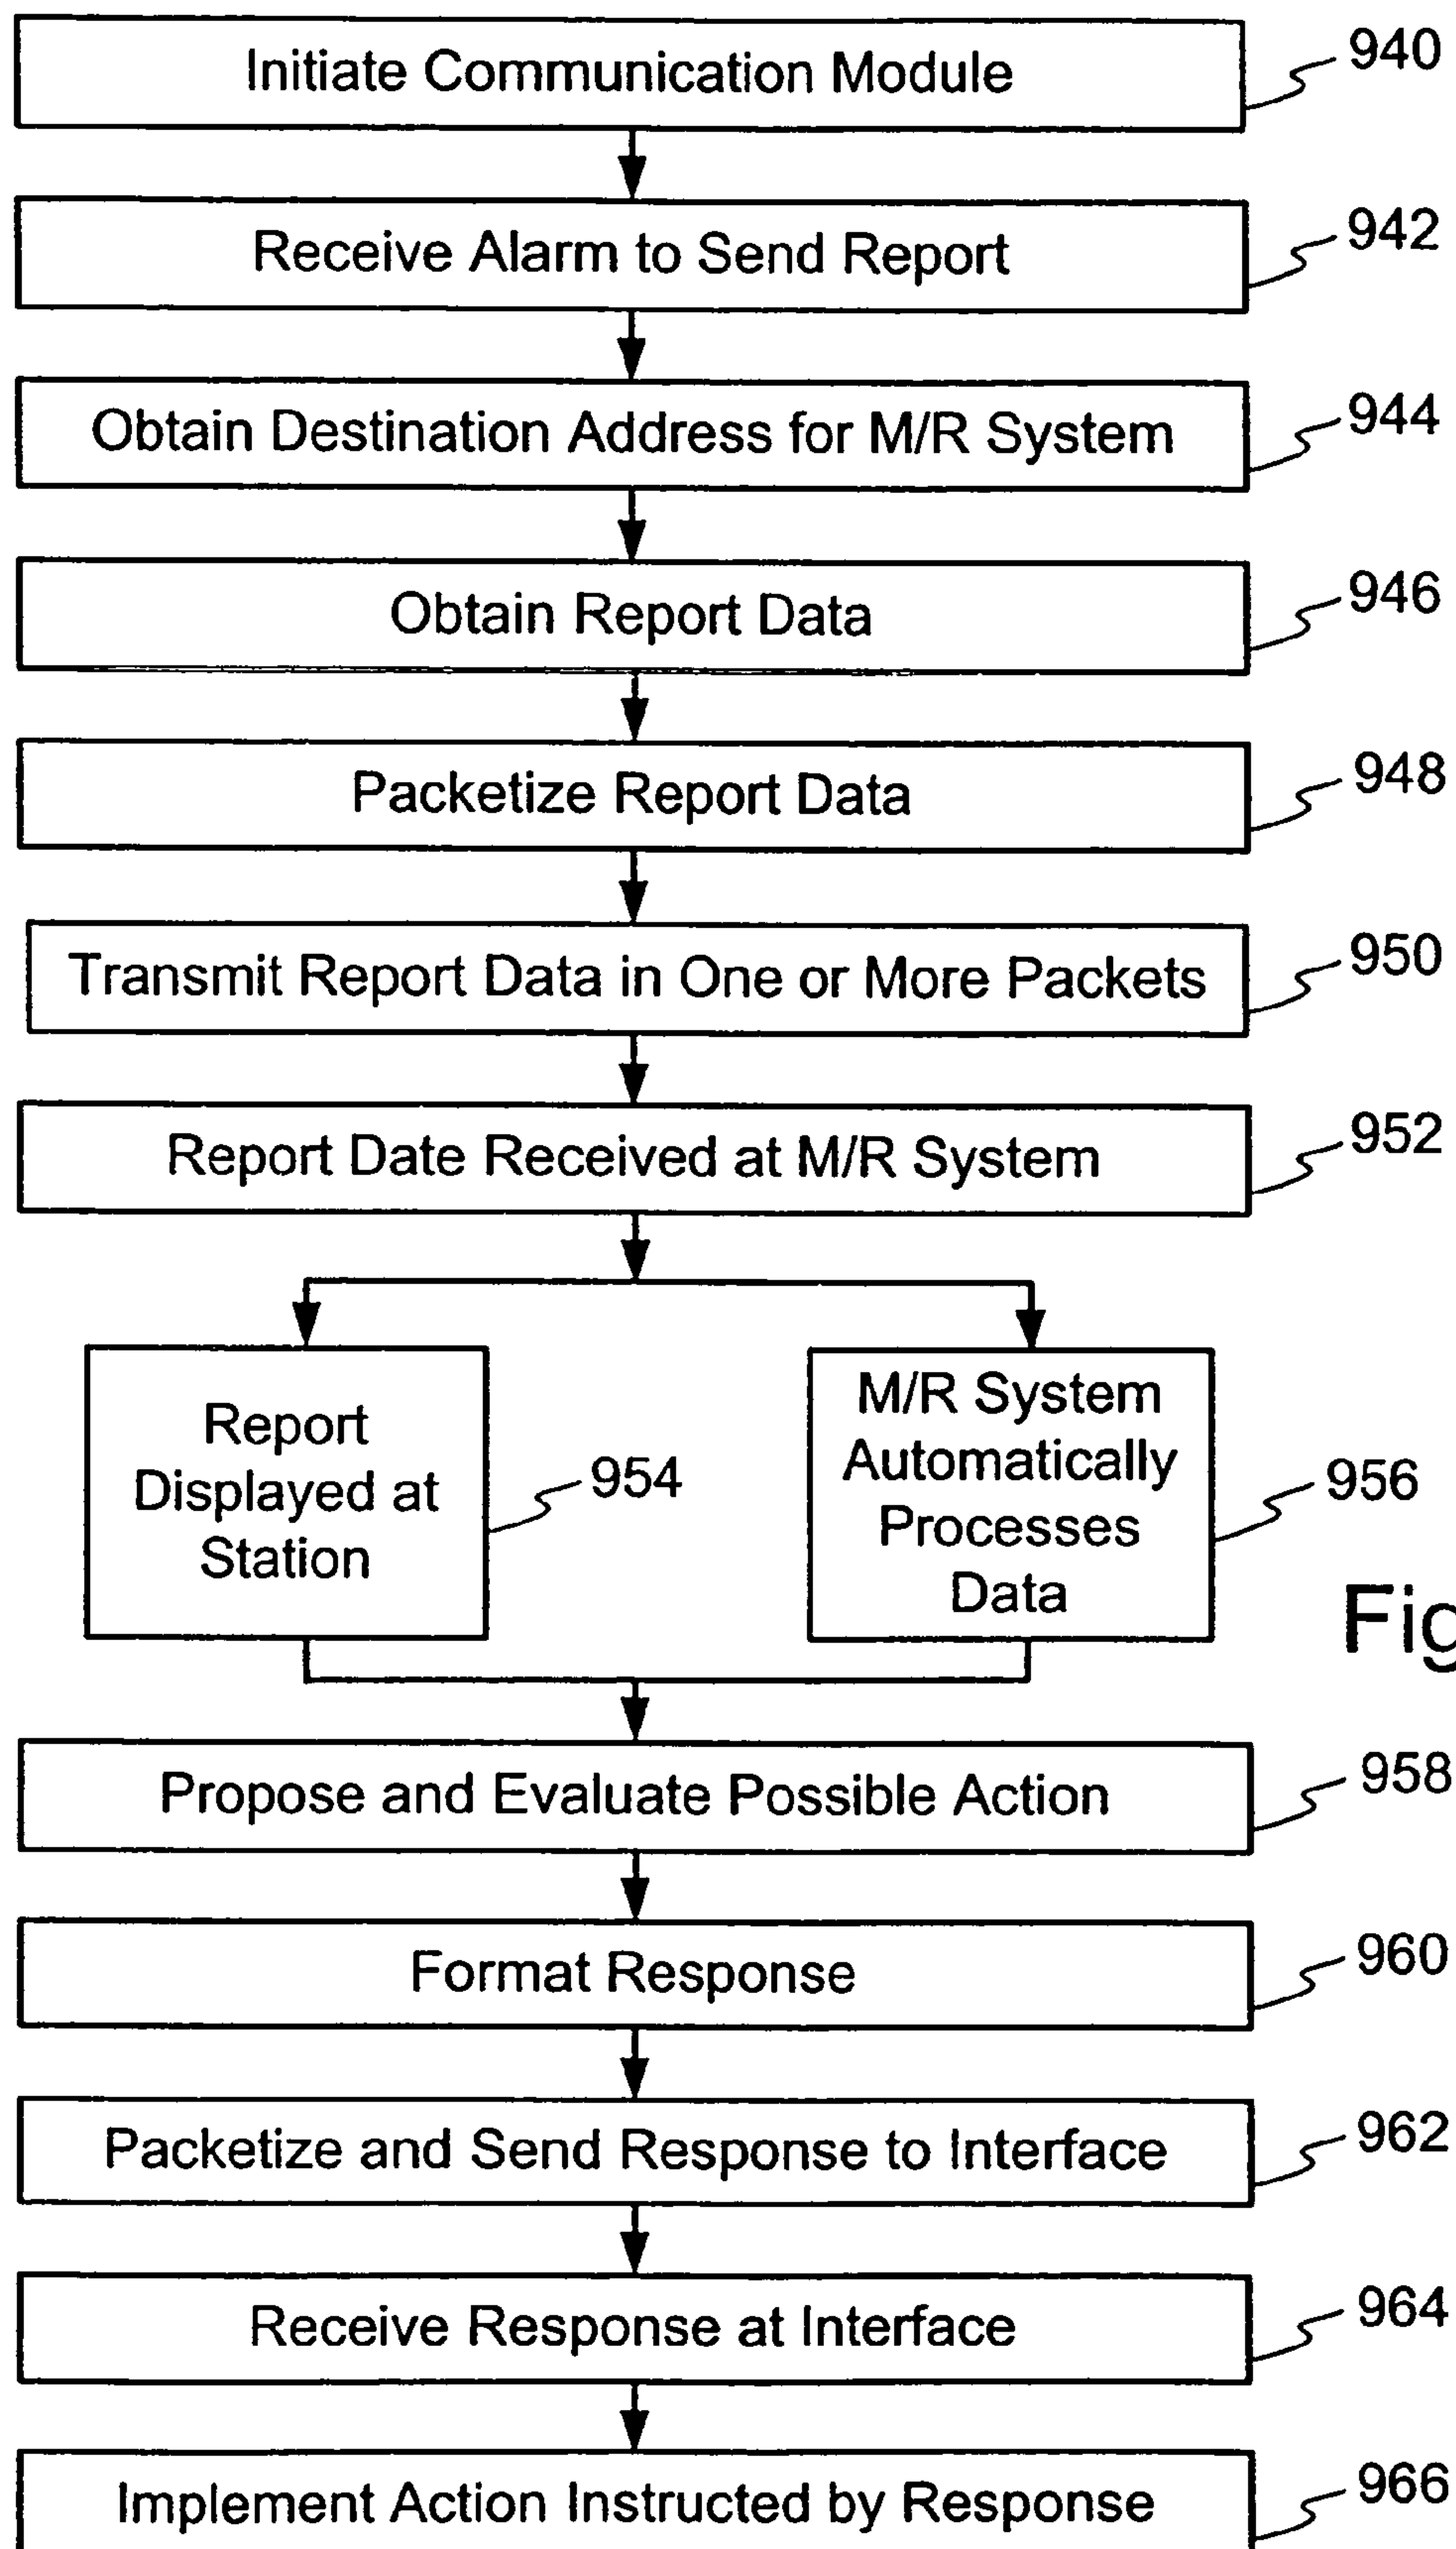 Initiate Communication Module
940
Receive Alarm to Send Report
942
Obtain Destination Address for M/R System
944
Obtain Report Data
946
Packetize Report Data
948
Transmit Report Data in One or More Packets
950
Report Date Received at M/R System
952
Report
Displayed at
Station
954
M/R System
Automatically
Processes
Data
956
Fig
Propose and Evaluate Possible Action
958
Format Response
960
Packetize and Send Response to Interface
962
Receive Response at Interface
964
Implement Action Instructed by Response
966